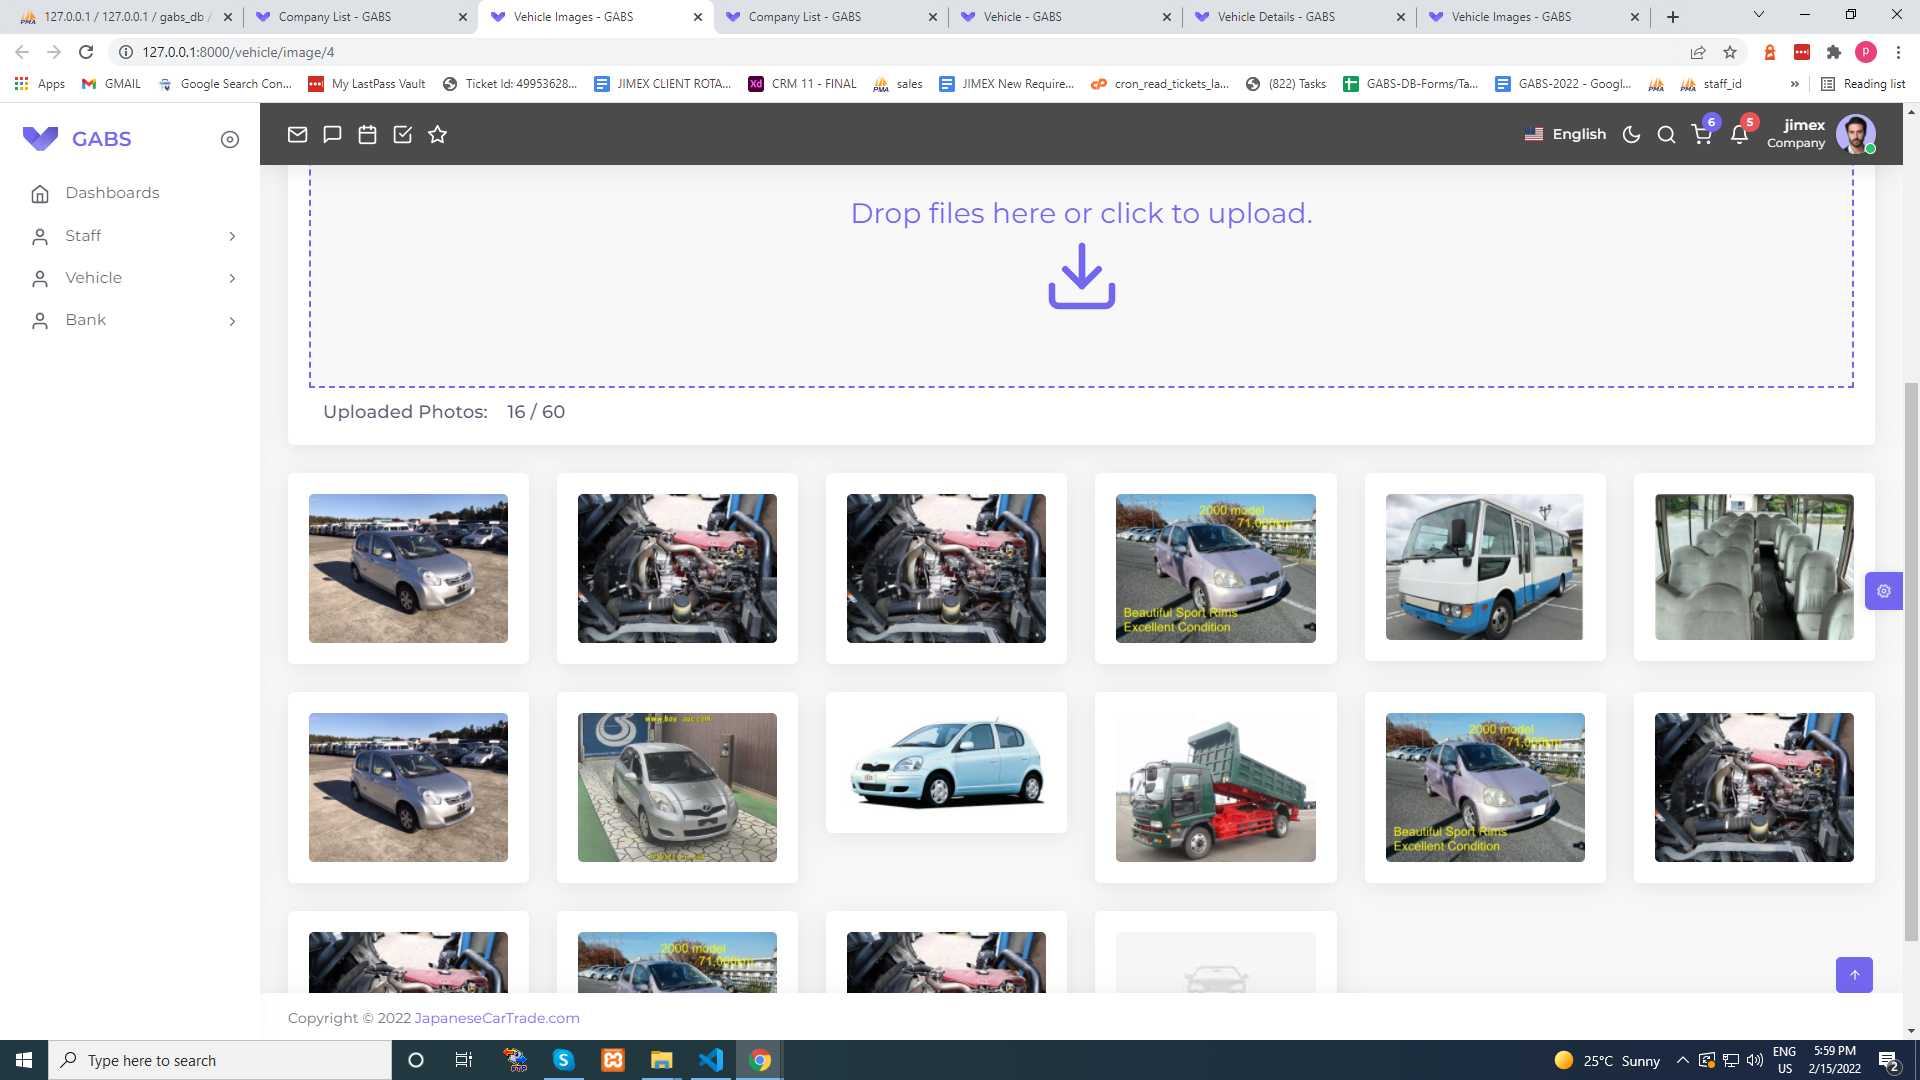 127.0.0.1 / 127.0.0.1 / gabs_db /
Company List - GABS
Vehicle Images - GABS
Company List - GABS
Vehicle - GABS
Vehicle Details - GABS
Vehicle Images - GABS
127.0.0.1:8000/vehicle/image/4
P
Apps
GMAIL
Google Search Con...
My LastPass Vault
Ticket Id: 49953628...
JIMEX CLIENT ROTA...
Xd
CRM 11 - FINAL
PMA
sales
JIMEX New Require...
cP
cron_read_tickets_la...
(822) Tasks
GABS-DB-Forms/Ta...
GABS-2022 - Googl...
PMA
PMA
staff_id
»
Reading list
GABS
English
6
5
jimex
Company
Dashboards
Staff
Vehicle
Bank
Drop files here or click to upload.
Uploaded Photos: 16 / 60
2000 model
71,000km
Beautiful Sport Rims
Excellent Condition
2000 model
71,000km
Beautiful Sport Rims
Excellent Condition
2000 model
71,000km
Copyright © 2022 JapaneseCarTrade.com
Type here to search
25°C Sunny
ENG
US
5:59 PM
2/15/2022
2